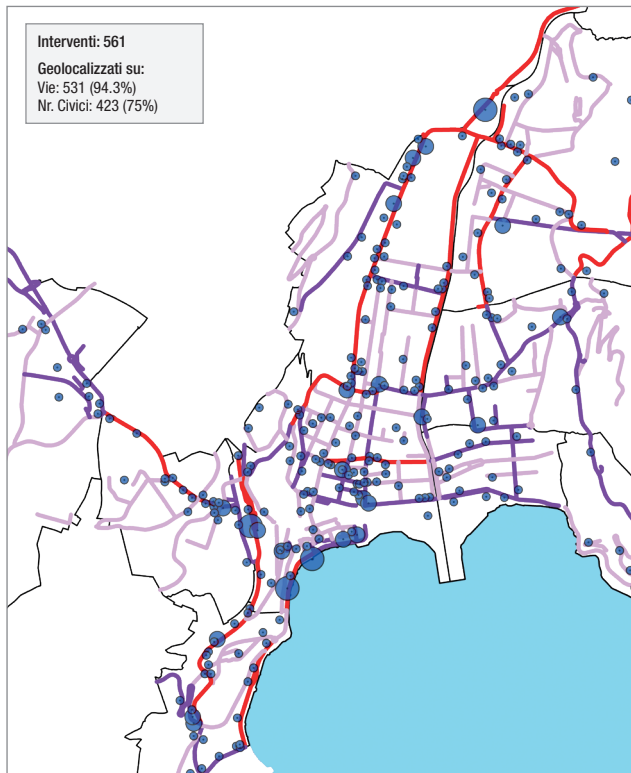 Interventi: 561
Geolocalizzati su:
Vie: 531 (94.3%)
Nr. Civici: 423 (75%)